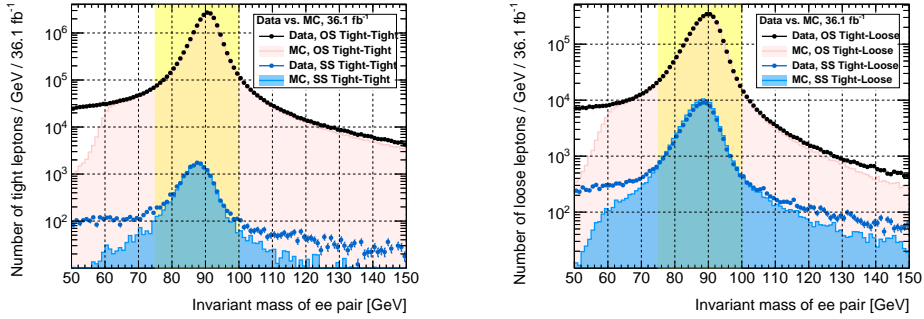 Data vs. MC, 36.1 fb⁻¹
Data, OS Tight-Tight
MC, OS Tight-Tight
Data, SS Tight-Tight
MC, SS Tight-Tight
Number of tight leptons / GeV / 36.1 fb⁻¹
10⁶
10⁵
10⁴
10³
10²
50 60 70 80 90 100 110 120 130 140 150
Invariant mass of ee pair [GeV]
Data vs. MC, 36.1 fb⁻¹
Data, OS Tight-Loose
MC, OS Tight-Loose
Data, SS Tight-Loose
MC, SS Tight-Loose
Number of loose leptons / GeV / 36.1 fb⁻¹
10⁵
10⁴
10³
10²
50 60 70 80 90 100 110 120 130 140 150
Invariant mass of ee pair [GeV]